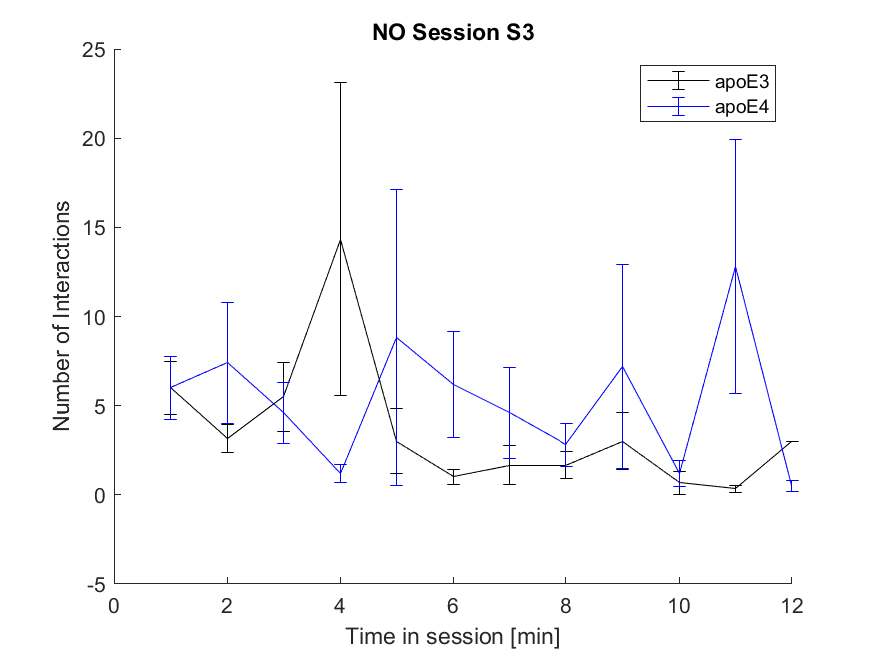 NO Session S3
apoE3
apoE4
Number of Interactions
25
20
15
10
5
0
-5
0 2 4 6 8 10 12
Time in session [min]